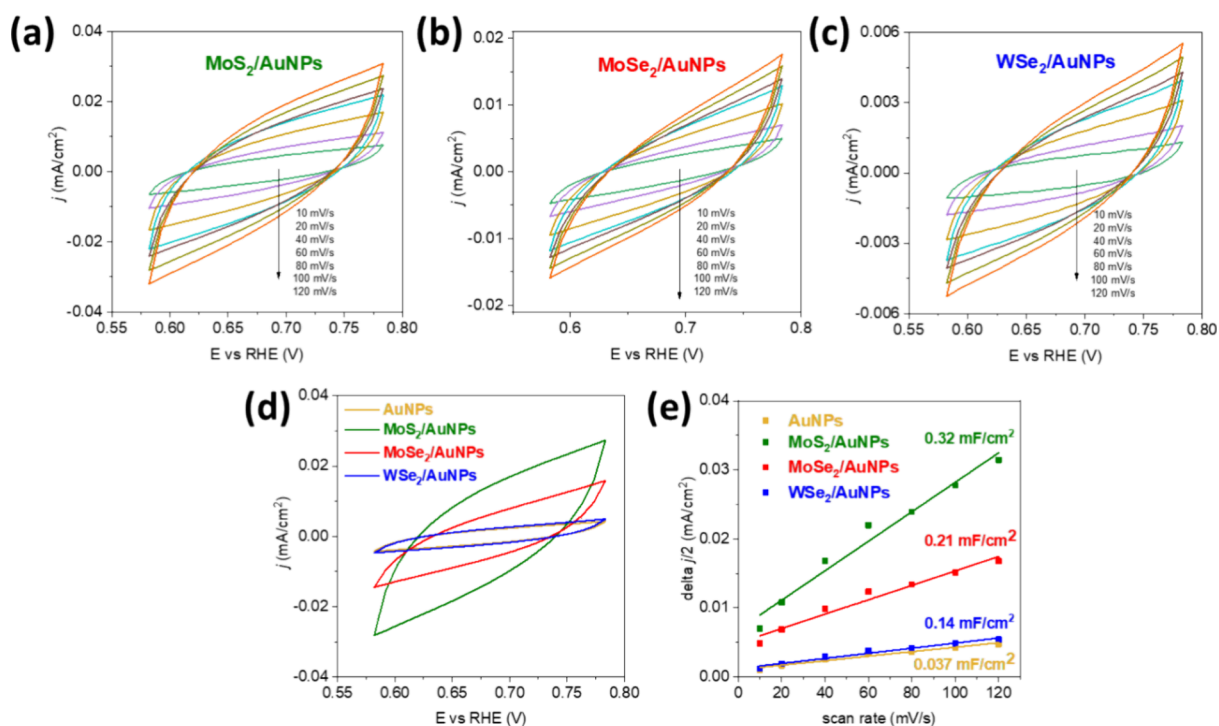 (a)
MoS₂/AuNPs
0.04
0.02
0.00
-0.02
-0.04
j (mA/cm²)
10 mV/s
20 mV/s
40 mV/s
60 mV/s
80 mV/s
100 mV/s
120 mV/s
0.55 0.60 0.65 0.70 0.75 0.80
E vs RHE (V)
(b)
MoSe₂/AuNPs
0.02
0.01
0.00
-0.01
-0.02
j (mA/cm²)
10 mV/s
20 mV/s
40 mV/s
60 mV/s
80 mV/s
100 mV/s
120 mV/s
0.6 0.7 0.8
E vs RHE (V)
(c)
WSe₂/AuNPs
0.006
0.003
0.000
-0.003
-0.006
j (mA/cm²)
10 mV/s
20 mV/s
40 mV/s
60 mV/s
80 mV/s
100 mV/s
120 mV/s
0.55 0.60 0.65 0.70 0.75 0.80
E vs RHE (V)
(d)
AuNPs
MoS₂/AuNPs
MoSe₂/AuNPs
WSe₂/AuNPs
0.04
0.02
0.00
-0.02
-0.04
j (mA/cm²)
0.55 0.60 0.65 0.70 0.75 0.80
E vs RHE (V)
(e)
AuNPs
MoS₂/AuNPs
MoSe₂/AuNPs
WSe₂/AuNPs
0.32 mF/cm²
0.21 mF/cm²
0.14 mF/cm²
0.037 mF/cm²
0.04
0.03
0.02
0.01
0.00
delta j/2 (mA/cm²)
20 40 60 80 100 120
scan rate (mV/s)